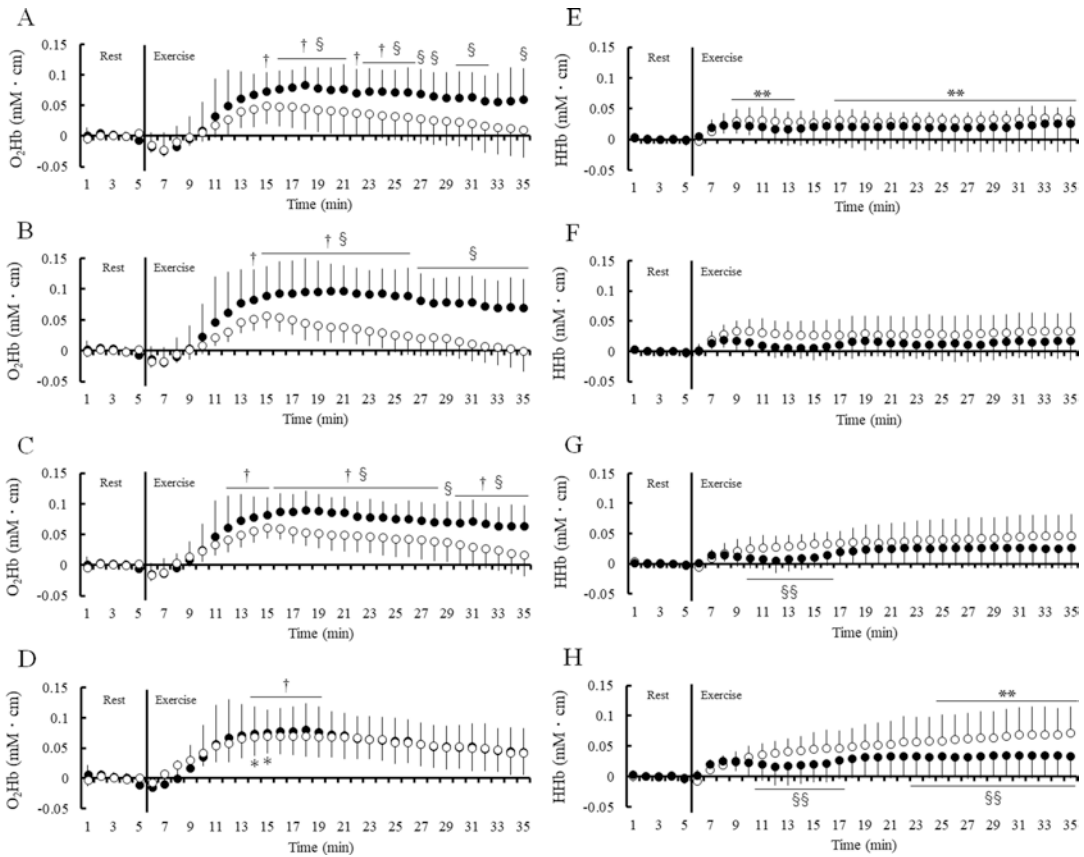 A
O₂Hb (mM・cm)
0.15
0.1
0.05
0
-0.05
Rest
Exercise
† † § † † § § § § §
1 3 5 7 9 11 13 15 17 19 21 23 25 27 29 31 33 35
Time (min)
B
O₂Hb (mM・cm)
0.15
0.1
0.05
0
-0.05
Rest
Exercise
† † § §
1 3 5 7 9 11 13 15 17 19 21 23 25 27 29 31 33 35
Time (min)
C
O₂Hb (mM・cm)
0.15
0.1
0.05
0
-0.05
Rest
Exercise
† † § § † §
1 3 5 7 9 11 13 15 17 19 21 23 25 27 29 31 33 35
Time (min)
D
O₂Hb (mM・cm)
0.15
0.1
0.05
0
-0.05
Rest
Exercise
†
* *
1 3 5 7 9 11 13 15 17 19 21 23 25 27 29 31 33 35
Time (min)
E
HHb (mM・cm)
0.15
0.1
0.05
0
-0.05
Rest
Exercise
** **
1 3 5 7 9 11 13 15 17 19 21 23 25 27 29 31 33 35
Time (min)
F
HHb (mM・cm)
0.15
0.1
0.05
0
-0.05
Rest
Exercise
1 3 5 7 9 11 13 15 17 19 21 23 25 27 29 31 33 35
Time (min)
G
HHb (mM・cm)
0.15
0.1
0.05
0
-0.05
Rest
Exercise
§§
1 3 5 7 9 11 13 15 17 19 21 23 25 27 29 31 33 35
Time (min)
H
HHb (mM・cm)
0.15
0.1
0.05
0
-0.05
Rest
Exercise
**
§§ §§
1 3 5 7 9 11 13 15 17 19 21 23 25 27 29 31 33 35
Time (min)